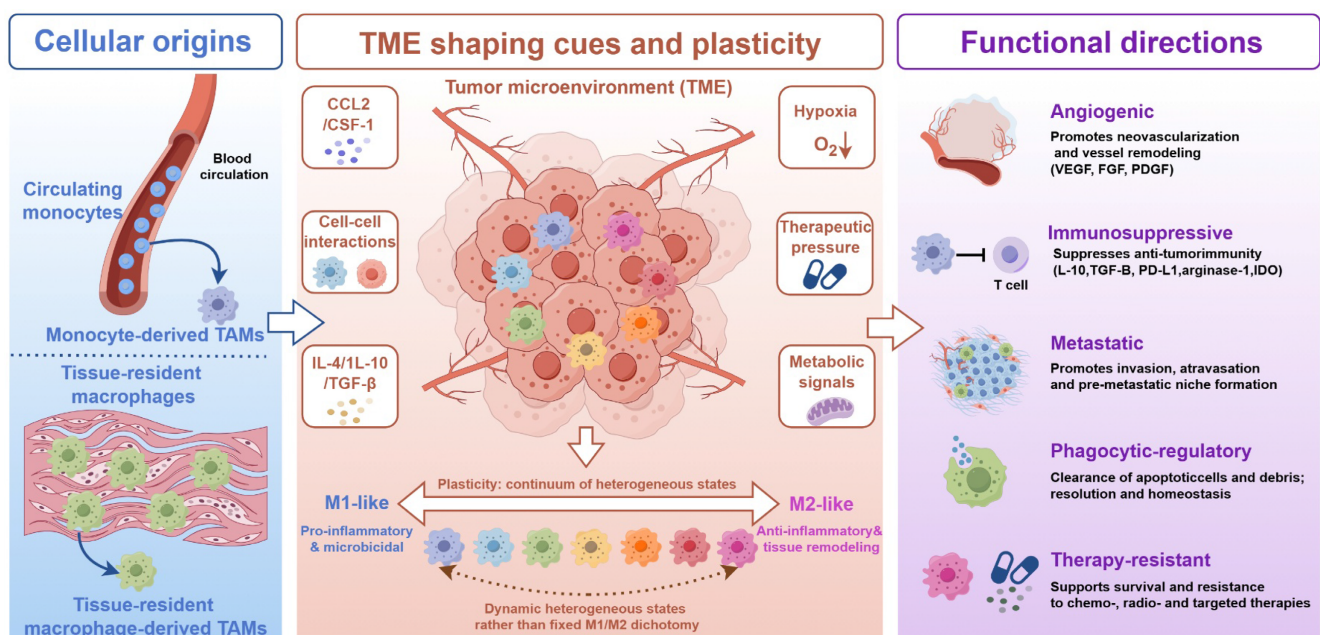 Cellular origins
Blood
circulation
Circulating
monocytes
Monocyte-derived TAMs
Tissue-resident
macrophages
Tissue-resident
macrophage-derived TAMs
TME shaping cues and plasticity
Tumor microenvironment (TME)
CCL2
/CSF-1
Cell-cell
interactions
IL-4/1L-10
/TGF-β
Hypoxia
O₂↓
Therapeutic
pressure
Metabolic
signals
Plasticity: continuum of heterogeneous states
M1-like
Pro-inflammatory
& microbicidal
M2-like
Anti-inflammatory&
tissue remodeling
Dynamic heterogeneous states
rather than fixed M1/M2 dichotomy
Functional directions
Angiogenic
Promotes neovascularization
and vessel remodeling
(VEGF, FGF, PDGF)
Immunosuppressive
Suppresses anti-tumorimmunity
(L-10,TGF-B, PD-L1,arginase-1,IDO)
T cell
Metastatic
Promotes invasion, atravasation
and pre-metastatic niche formation
Phagocytic-regulatory
Clearance of apoptoticcells and debris;
resolution and homeostasis
Therapy-resistant
Supports survival and resistance
to chemo-, radio- and targeted therapies